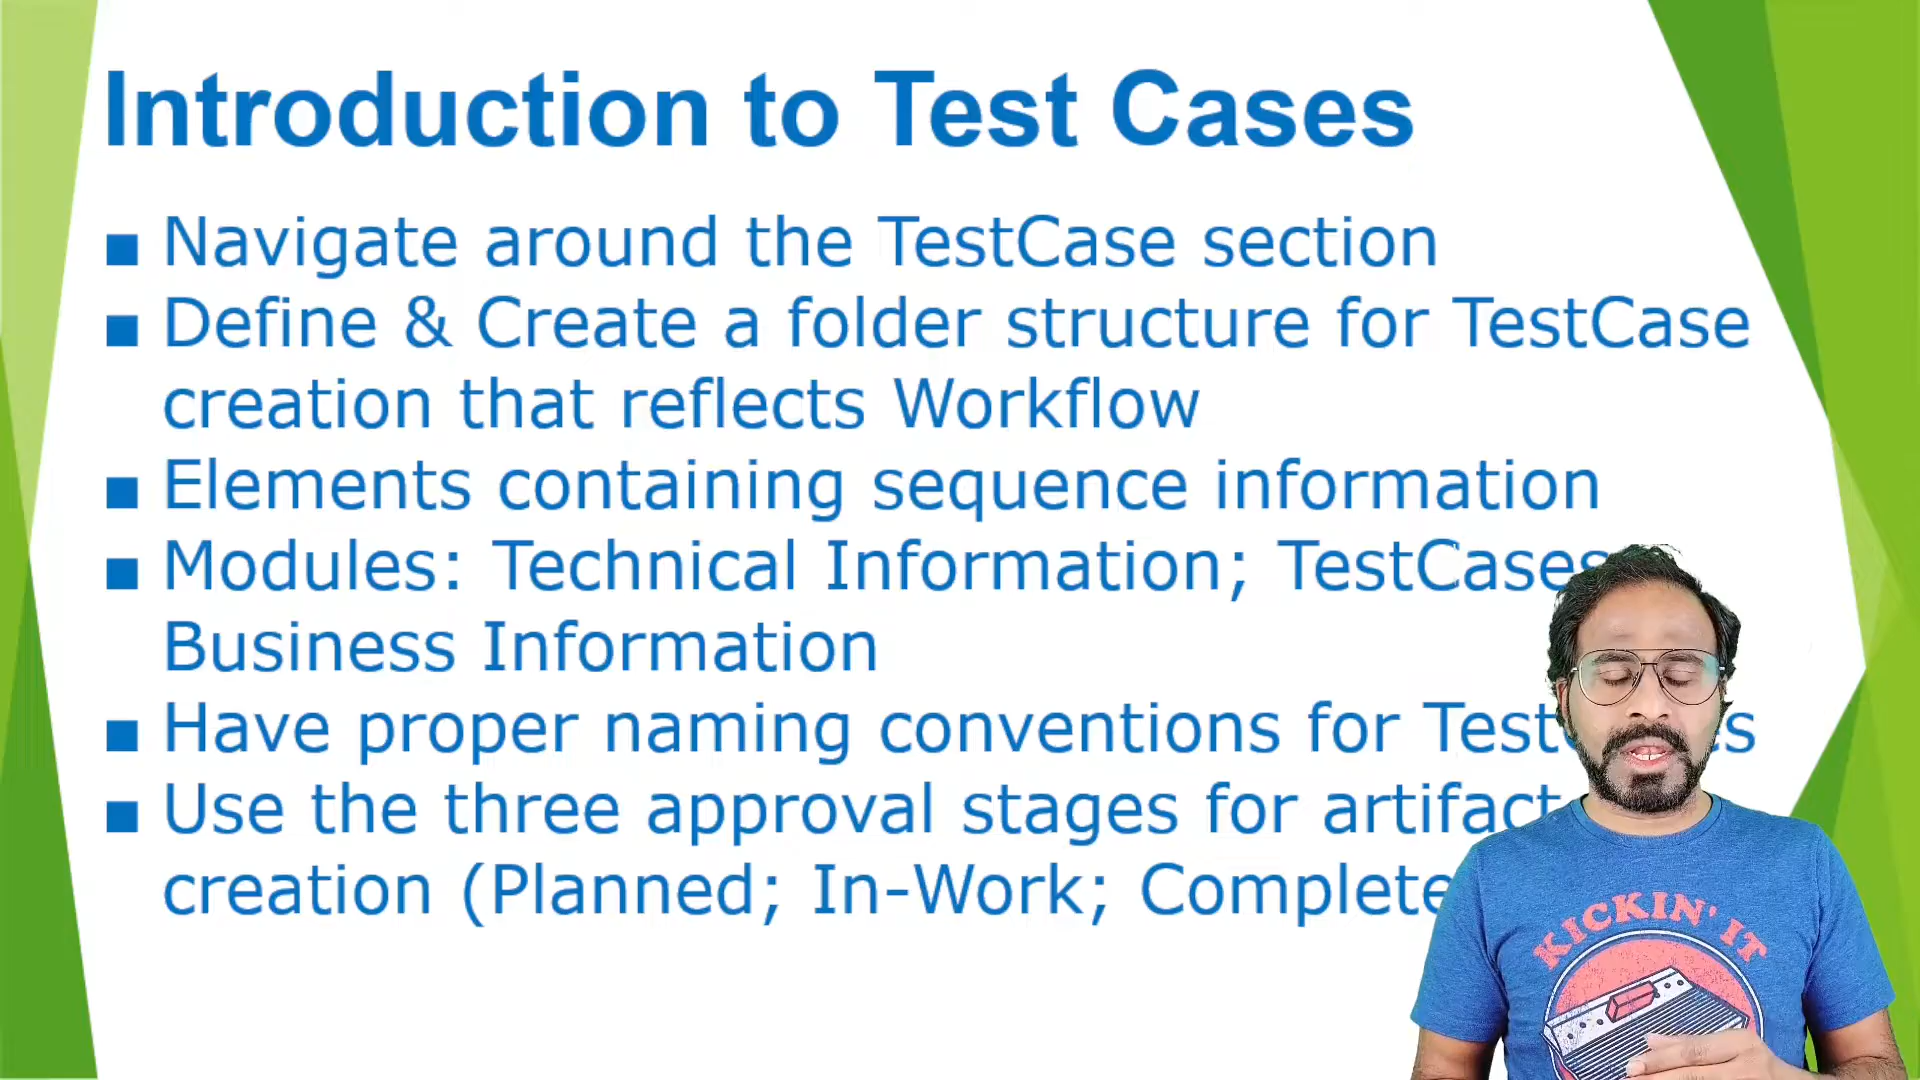 Introduction to Test Cases
■ Navigate around the TestCase section
■ Define & Create a folder structure for TestCase
creation that reflects Workflow
■ Elements containing sequence information
■ Modules: Technical Information; TestCases
Business Information
■ Have proper naming conventions for
■ Use the three approval stages for artifact
creation (Planned; In-Work;
KICKIN' IT